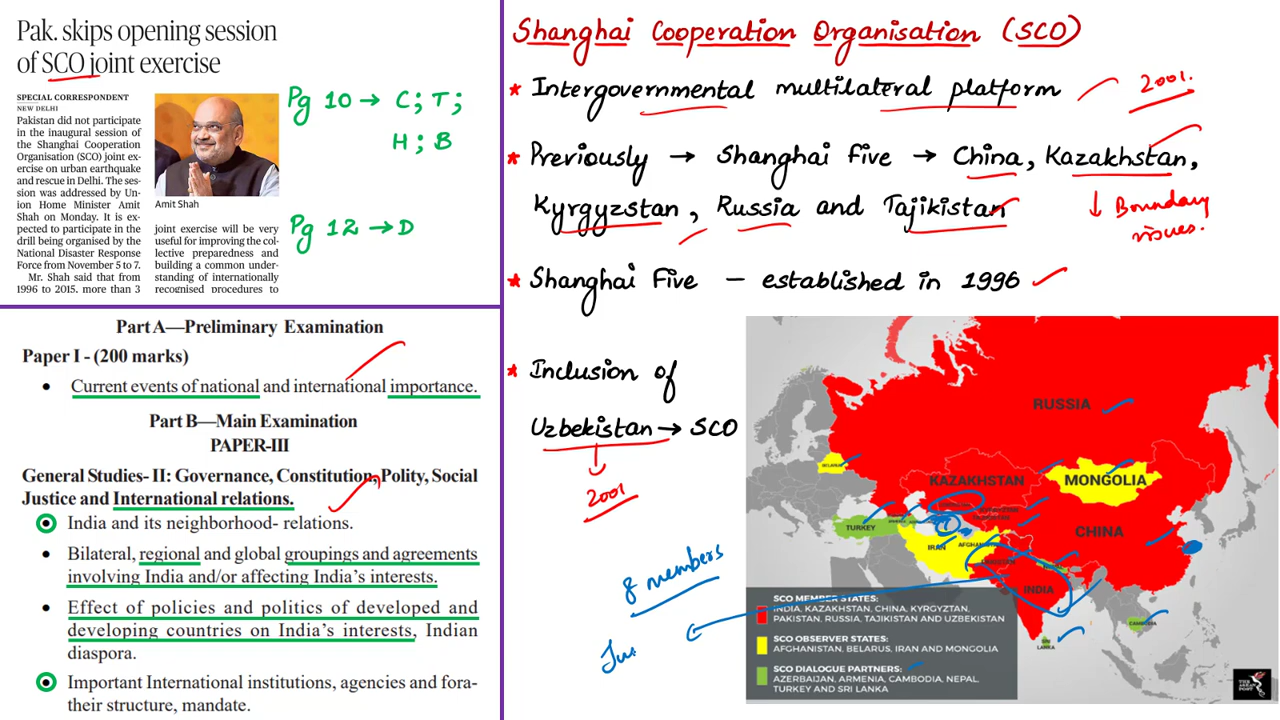 Pak. skips opening session
of SCO joint exercise
SPECIAL CORRESPONDENT
NEW DELHI
Pakistan did not participate
in the inaugural session of
the Shanghai Cooperation
Organisation (SCO) joint ex-
ercise on urban earthquake
and rescue in Delhi. The ses-
sion was addressed by Un-
ion Home Minister Amit
Shah on Monday. It is ex-
pected to participate in the
drill being organised by the
National Disaster Response
Force from November 5 to 7.
Mr. Shah said that from
1996 to 2015, more than 3
Amit Shah
joint exercise will be very
useful for improving the col-
lective preparedness and
building a common under-
standing of internationally
recognised procedures to
Pg 10 → C; T;
H; B
Pg 12 → D
Part A—Preliminary Examination
Paper I - (200 marks)
• Current events of national and international importance.
Part B—Main Examination
PAPER-III
General Studies- II: Governance, Constitution, Polity, Social
Justice and International relations.
India and its neighborhood- relations.
• Bilateral, regional and global groupings and agreements
involving India and/or affecting India's interests.
• Effect of policies and politics of developed and
developing countries on India's interests, Indian
diaspora.
Important International institutions, agencies and fora-
their structure, mandate.
Shanghai Cooperation Organisation (SCO)
* Intergovernmental multilateral platform 2001.
* Previously → Shanghai Five → China, Kazakhstan,
Kyrgyzstan, Russia and Tajikistan
↓ Boundary
issues.
* Shanghai Five – established in 1996
* Inclusion of
Uzbekistan → SCO
2001
8 members
RUSSIA
BELARUS
KAZAKHSTAN
MONGOLIA
TURKEY
CHINA
IRAN
AFGHANISTAN
INDIA
SRI
LANKA
CAMBODIA
SCO MEMBER STATES:
INDIA, KAZAKHSTAN, CHINA, KYRGYZTAN,
PAKISTAN, RUSSIA, TAJIKISTAN AND UZBEKISTAN
SCO OBSERVER STATES:
AFGHANISTAN, BELARUS, IRAN AND MONGOLIA
SCO DIALOGUE PARTNERS:
AZERBAIJAN, ARMENIA, CAMBODIA, NEPAL,
TURKEY AND SRI LANKA
THE
ASEAN
POST